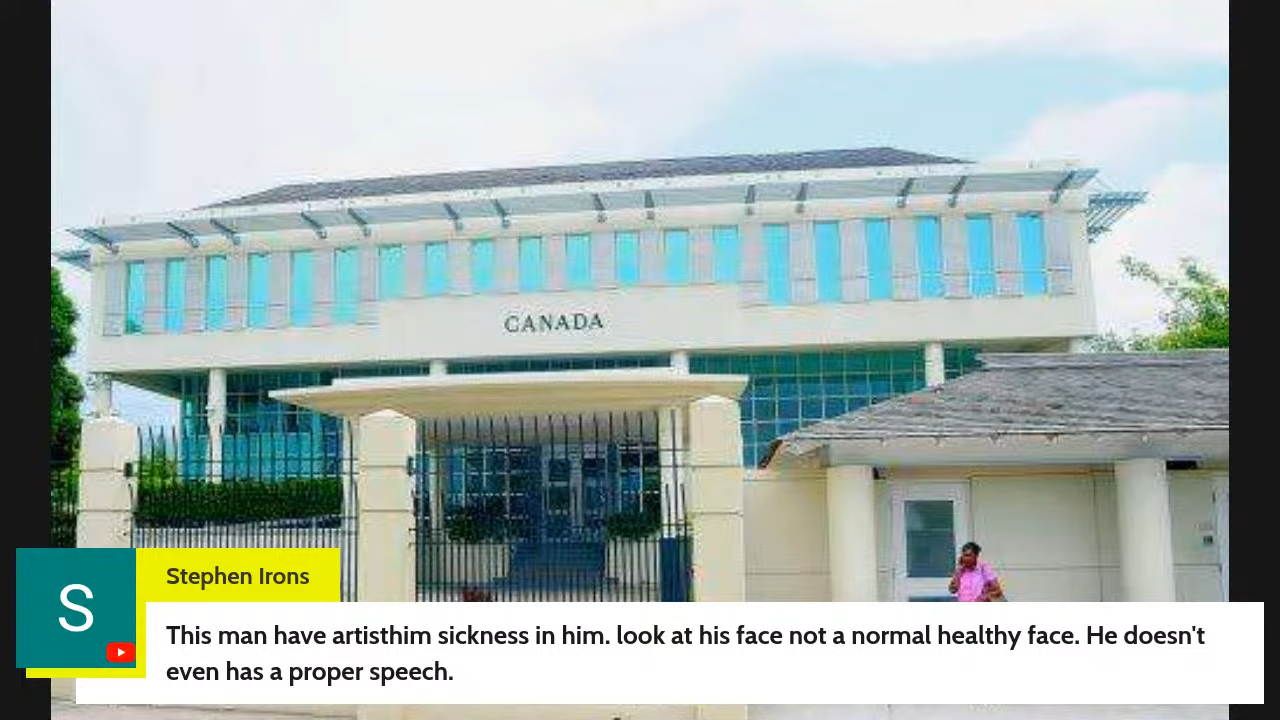 CANADA
S
Stephen Irons
This man have artisthim sickness in him. look at his face not a normal healthy face. He doesn't
even has a proper speech.